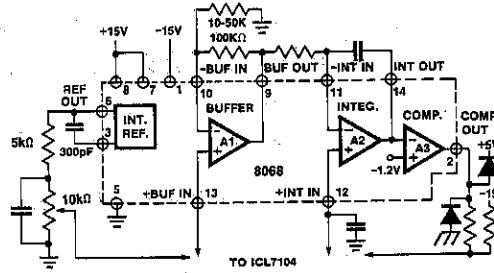 10-50K
+15V
-15V
100KΩ
-BUF IN
BUF OUT
-INT IN
INT OUT
8
7
1
10
9
11
14
REF OUT
6
BUFFER
INTEG.
COMP.
COMP OUT
INT. REF.
5kΩ
300pF
3
A1
A2
A3
2
+5V
-1.2V
8068
10kΩ
5
+BUF IN
13
+INT IN
12
TO ICL7104